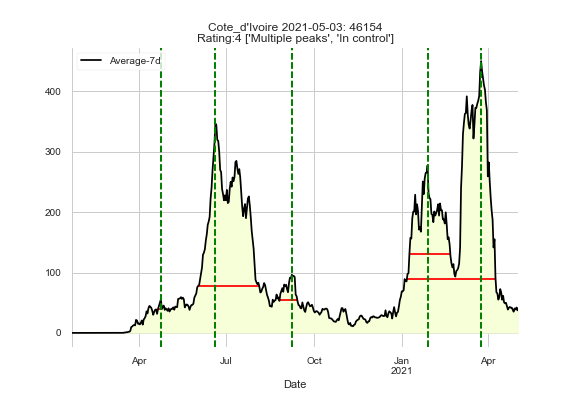 Cote_d'Ivoire 2021-05-03: 46154
Rating:4 ['Multiple peaks', 'In control']
Average-7d
400
300
200
100
0
Apr
Jul
Oct
Jan
2021
Apr
Date